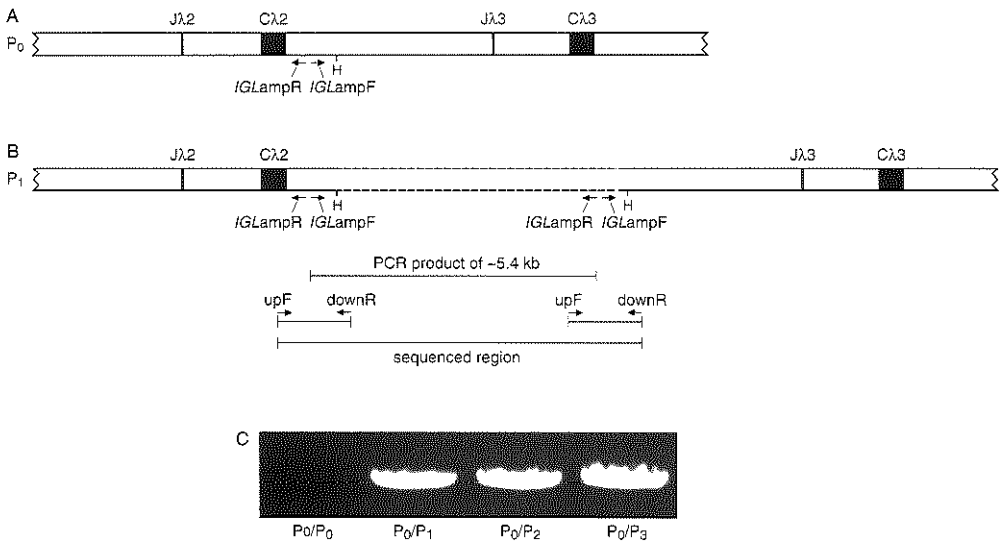 A
Jλ2 Cλ2 Jλ3 Cλ3
P₀
H
IGLampR IGLampF
B
Jλ2 Cλ2 Jλ3 Cλ3
P₁
H H
IGLampR IGLampF IGLampR IGLampF
PCR product of ~5.4 kb
upF downR upF downR
sequenced region
C
P0/P₀ P₀/P₁ P₀/P₂ P₀/P₃